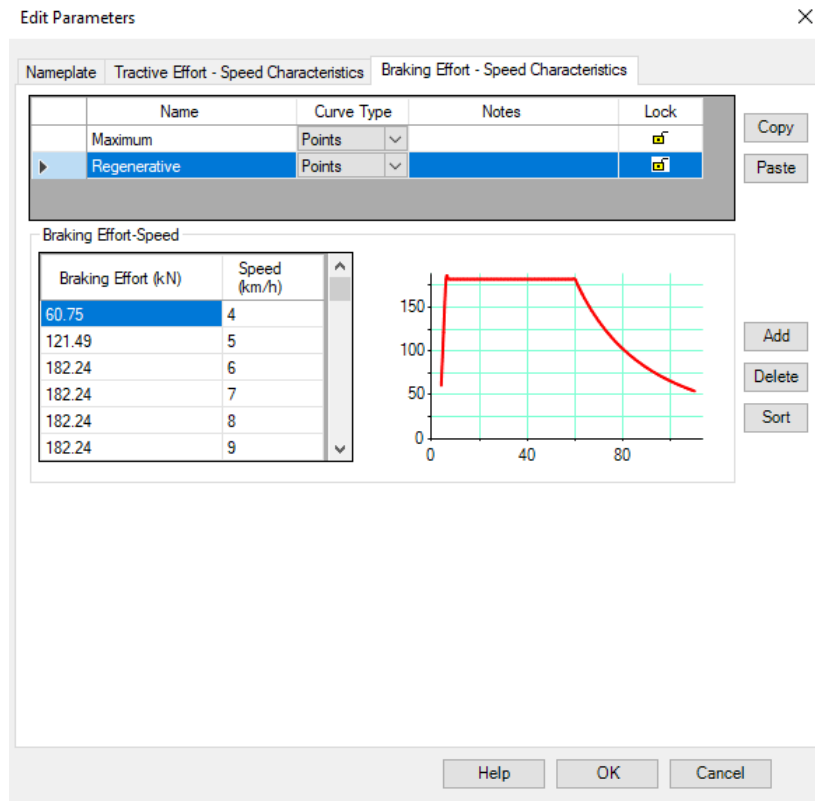 Edit Parameters
Nameplate Tractive Effort - Speed Characteristics Braking Effort - Speed Characteristics
Name Curve Type Notes Lock
Maximum Points
Regenerative Points
Copy
Paste
Braking Effort-Speed
Braking Effort (kN) Speed (km/h)
60.75 4
121.49 5
182.24 6
182.24 7
182.24 8
182.24 9
150
100
50
0
0 40 80
Add
Delete
Sort
Help OK Cancel